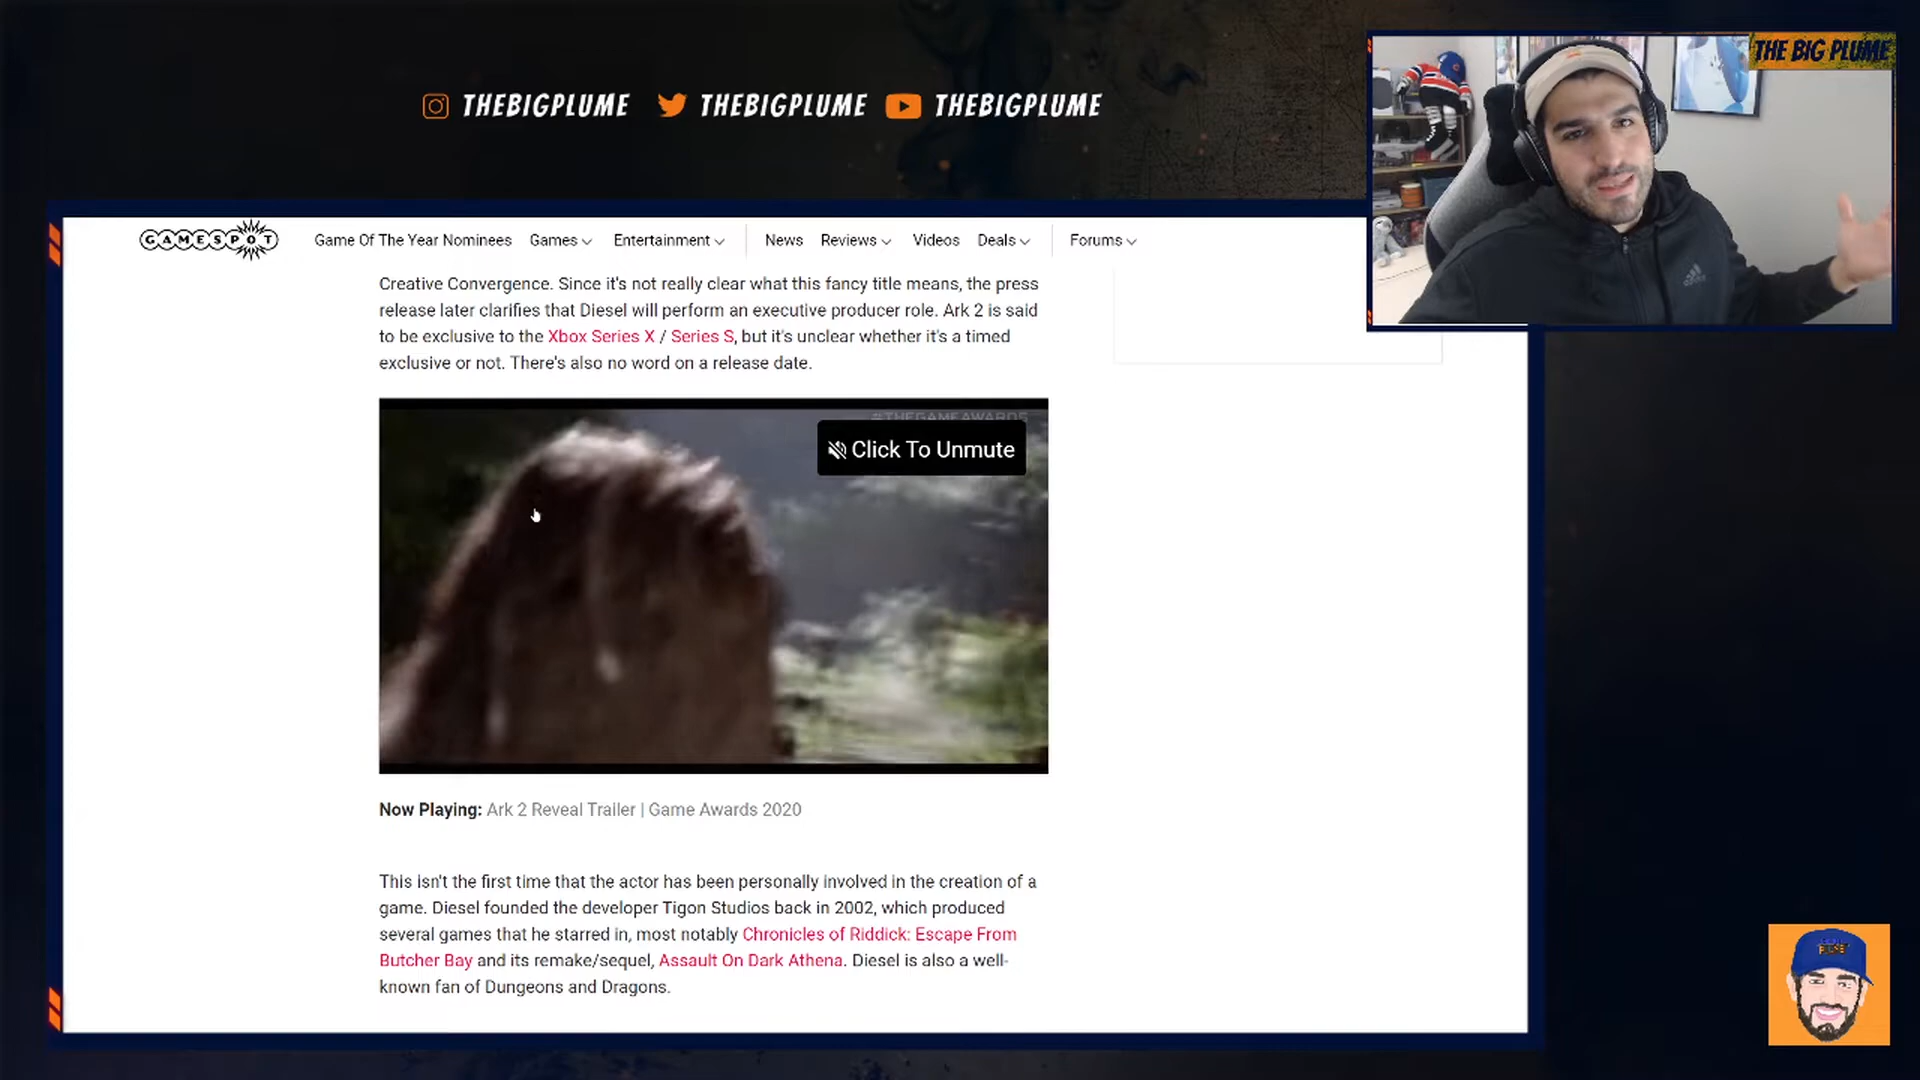 THE BIG PLUME
THEBIGPLUME THEBIGPLUME THEBIGPLUME
GAMESPOT Game Of The Year Nominees Games Entertainment News Reviews Videos Deals Forums
Creative Convergence. Since it's not really clear what this fancy title means, the press
release later clarifies that Diesel will perform an executive producer role. Ark 2 is said
to be exclusive to the Xbox Series X / Series S, but it's unclear whether it's a timed
exclusive or not. There's also no word on a release date.
#THEGAMEAWARDS
Click To Unmute
Now Playing: Ark 2 Reveal Trailer | Game Awards 2020
This isn't the first time that the actor has been personally involved in the creation of a
game. Diesel founded the developer Tigon Studios back in 2002, which produced
several games that he starred in, most notably Chronicles of Riddick: Escape From
Butcher Bay and its remake/sequel, Assault On Dark Athena. Diesel is also a well-
known fan of Dungeons and Dragons.